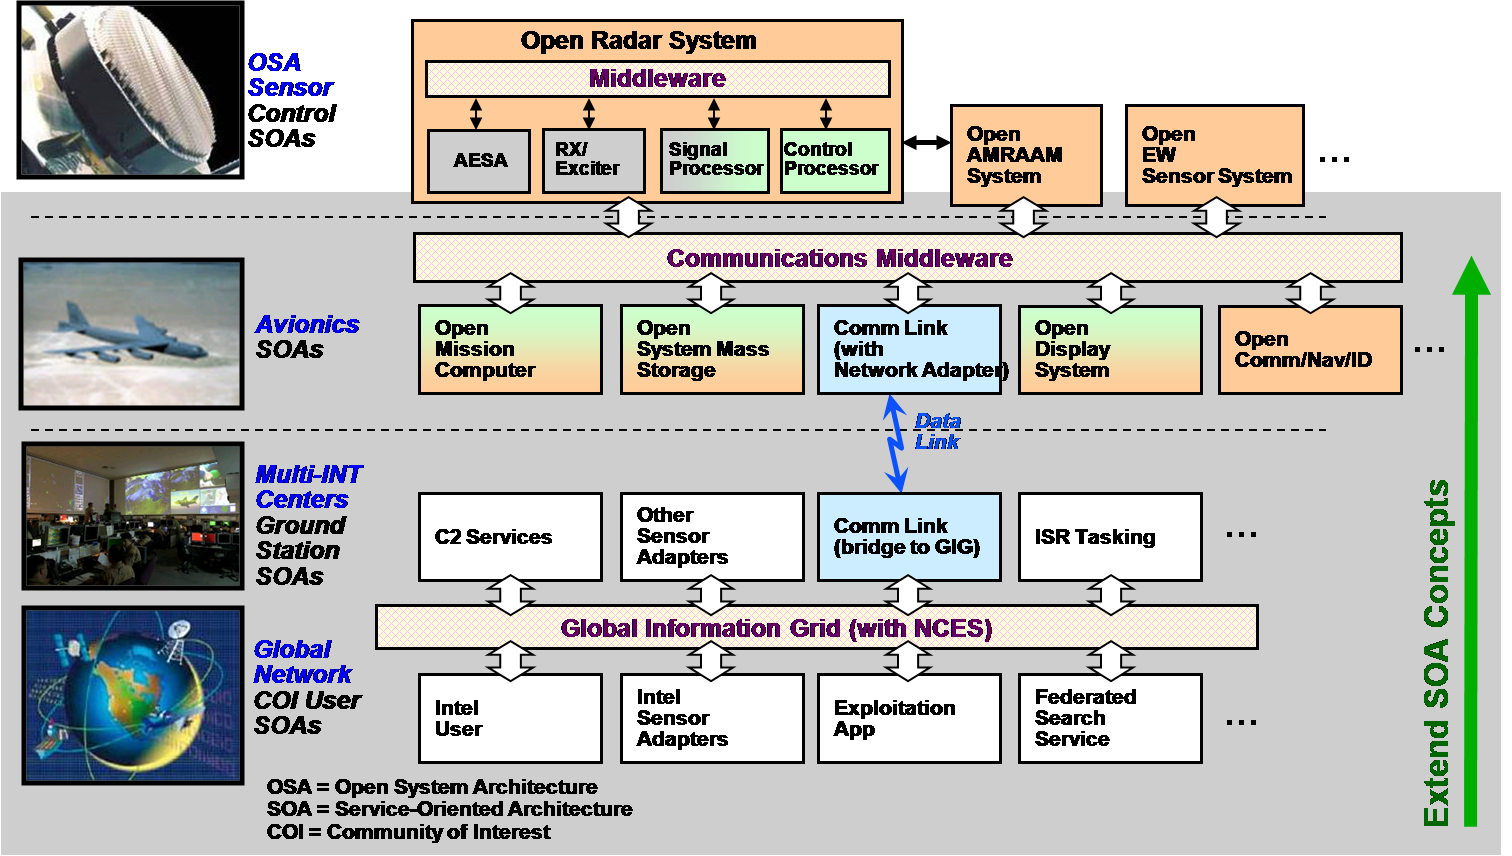 OSA
Sensor
Control
SOAs
Open Radar System
Middleware
AESA
RX/
Exciter
Signal
Processor
Control
Processor
Open
AMRAAM
System
Open
EW
Sensor System
...
Communications Middleware
Avionics
SOAs
Open
Mission
Computer
Open
System Mass
Storage
Comm Link
(with
Network Adapter)
Open
Display
System
Open
Comm/Nav/ID
...
Data
Link
Multi-INT
Centers
Ground
Station
SOAs
C2 Services
Other
Sensor
Adapters
Comm Link
(bridge to GIG)
ISR Tasking
...
Global Information Grid (with NCES)
Global
Network
COI User
SOAs
Intel
User
Intel
Sensor
Adapters
Exploitation
App
Federated
Search
Service
...
Extend SOA Concepts
OSA = Open System Architecture
SOA = Service-Oriented Architecture
COI = Community of Interest